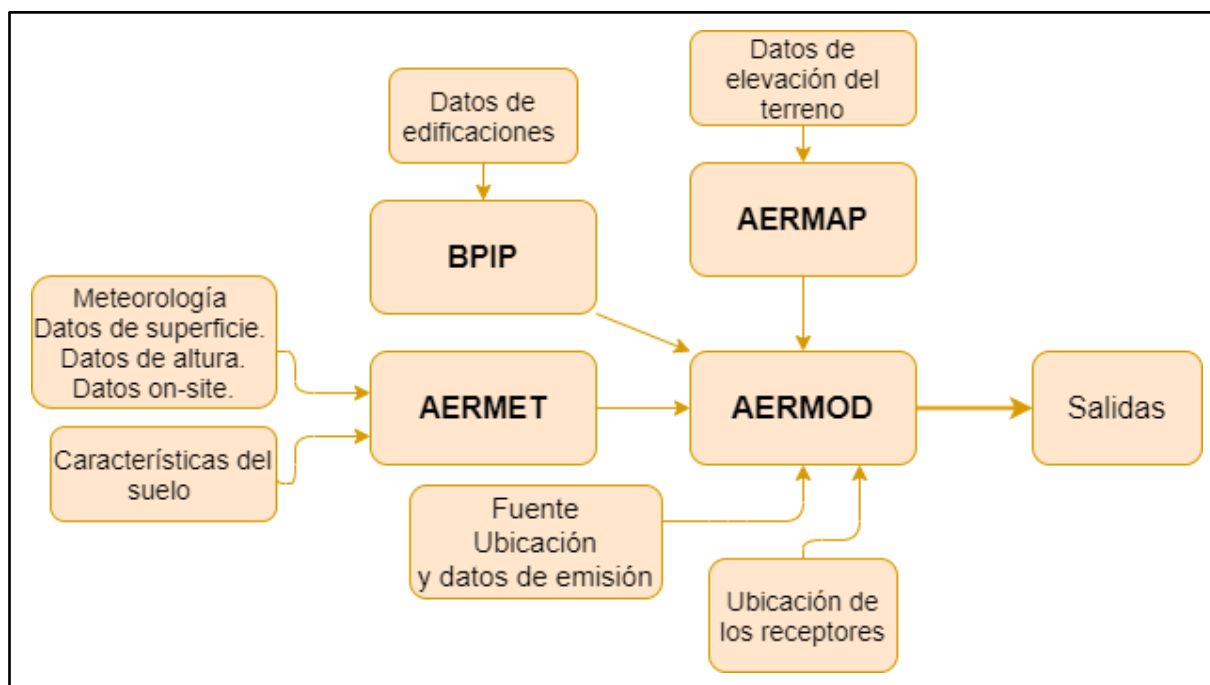 Datos de
elevación del
terreno
Datos de
edificaciones
AERMAP
BPIP
Meteorología
Datos de superficie.
Datos de altura.
Datos on-site.
AERMET
AERMOD
Salidas
Características del
suelo
Fuente
Ubicación
y datos de emisión
Ubicación de
los receptores